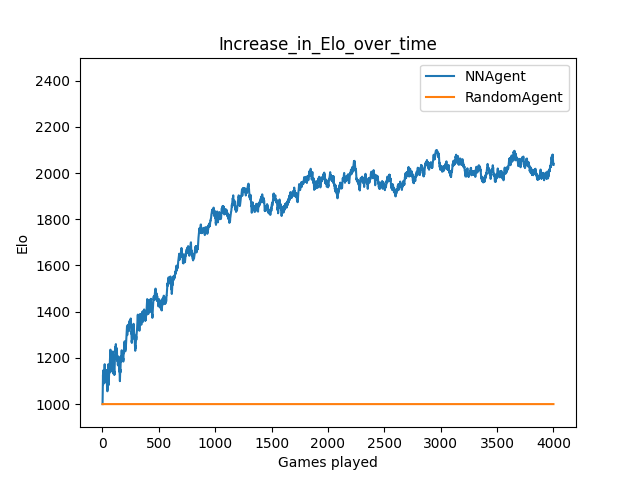 Increase_in_Elo_over_time
NNAgent
RandomAgent
2400
2200
2000
1800
1600
1400
1200
1000
Elo
0 500 1000 1500 2000 2500 3000 3500 4000
Games played